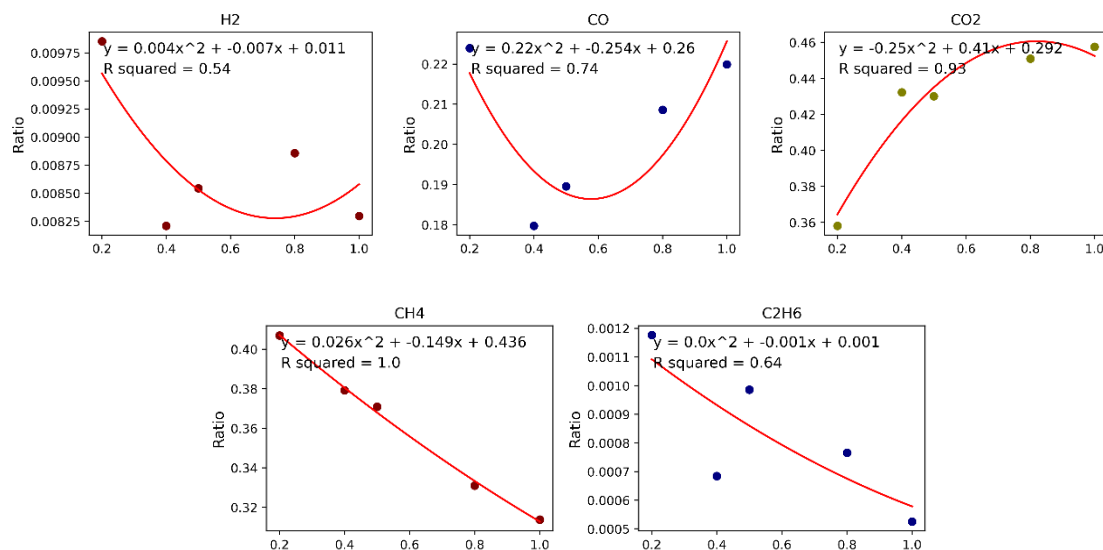 H2
y = 0.004x^2 + -0.007x + 0.011
R squared = 0.54
Ratio
0.00975
0.00950
0.00925
0.00900
0.00875
0.00850
0.00825
0.2 0.4 0.6 0.8 1.0
CO
y = 0.22x^2 + -0.254x + 0.26
R squared = 0.74
Ratio
0.22
0.21
0.20
0.19
0.18
0.2 0.4 0.6 0.8 1.0
CO2
y = -0.25x^2 + 0.41x + 0.292
R squared = 0.93
Ratio
0.46
0.44
0.42
0.40
0.38
0.36
0.2 0.4 0.6 0.8 1.0
CH4
y = 0.026x^2 + -0.149x + 0.436
R squared = 1.0
Ratio
0.40
0.38
0.36
0.34
0.32
0.2 0.4 0.6 0.8 1.0
C2H6
y = 0.0x^2 + -0.001x + 0.001
R squared = 0.64
Ratio
0.0012
0.0011
0.0010
0.0009
0.0008
0.0007
0.0006
0.0005
0.2 0.4 0.6 0.8 1.0